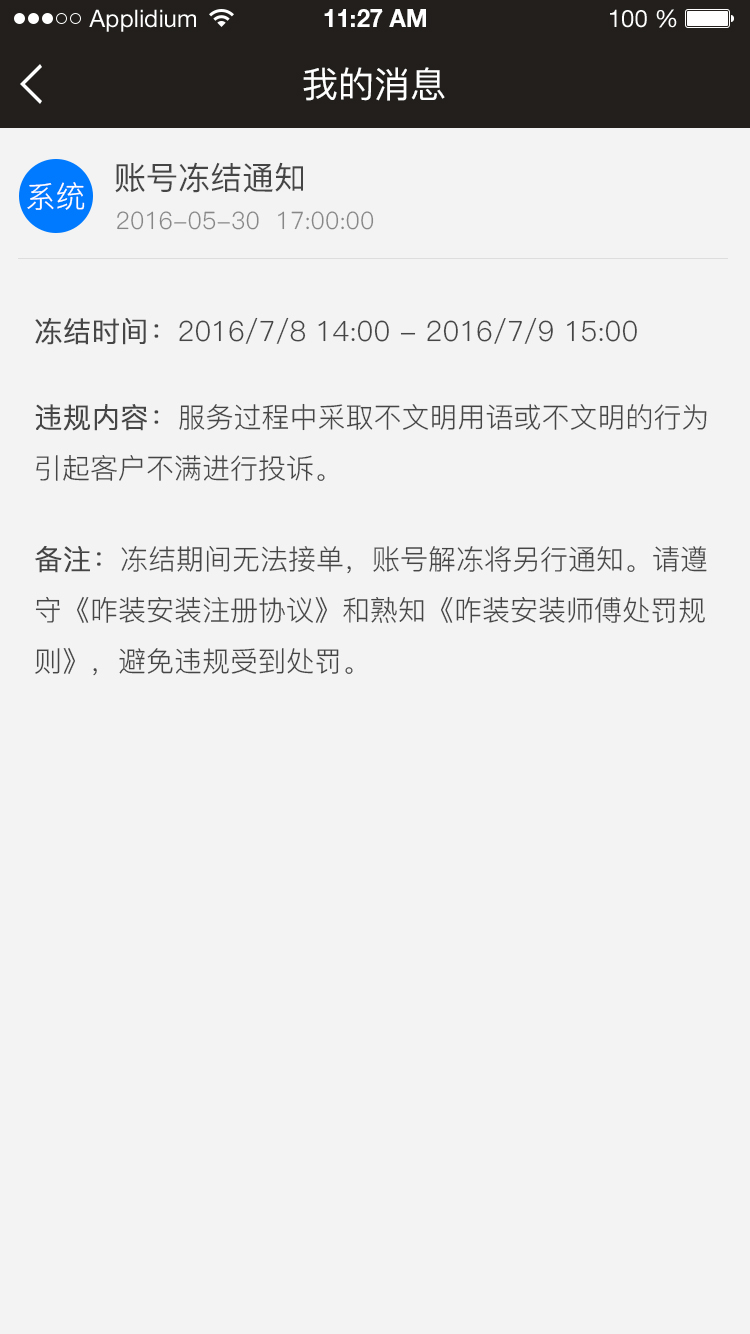 Applidium 11:27 AM 100 %
我的消息
系统
账号冻结通知
2016-05-30 17:00:00
冻结时间：2016/7/8 14:00 - 2016/7/9 15:00
违规内容：服务过程中采取不文明用语或不文明的行为
引起客户不满进行投诉。
备注：冻结期间无法接单，账号解冻将另行通知。请遵
守《咋装安装注册协议》和熟知《咋装安装师傅处罚规
则》，避免违规受到处罚。